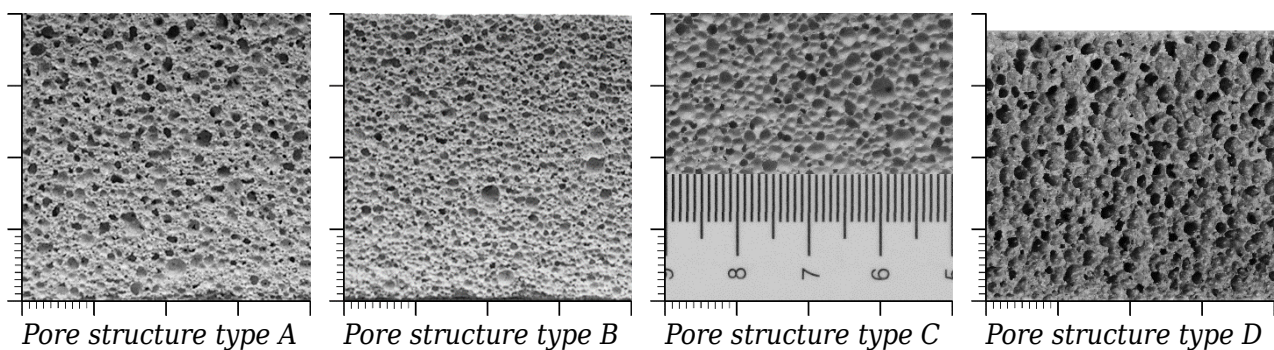 9 8 7 6 5
Pore structure type A
Pore structure type B
Pore structure type C
Pore structure type D